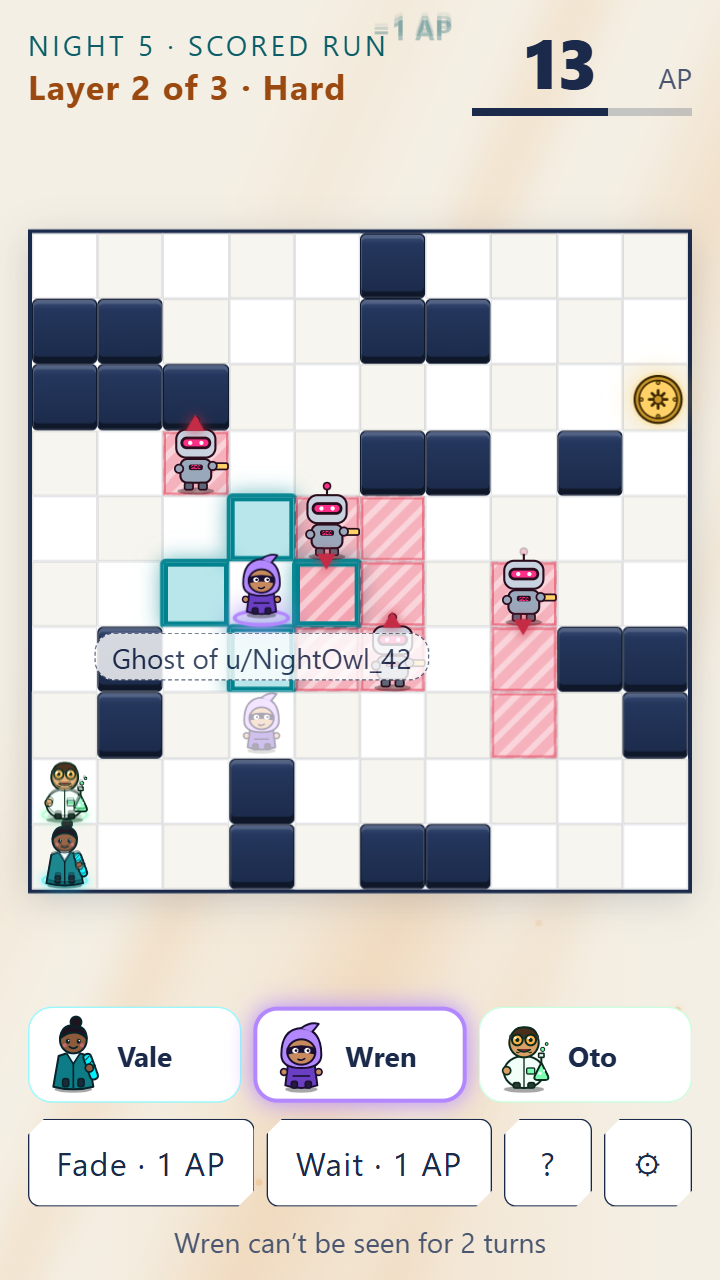 -1 AP
NIGHT 5 · SCORED RUN
Layer 2 of 3 · Hard
13 AP
Ghost of u/NightOwl_42
Vale
Wren
Oto
Fade · 1 AP
Wait · 1 AP
?
Wren can’t be seen for 2 turns